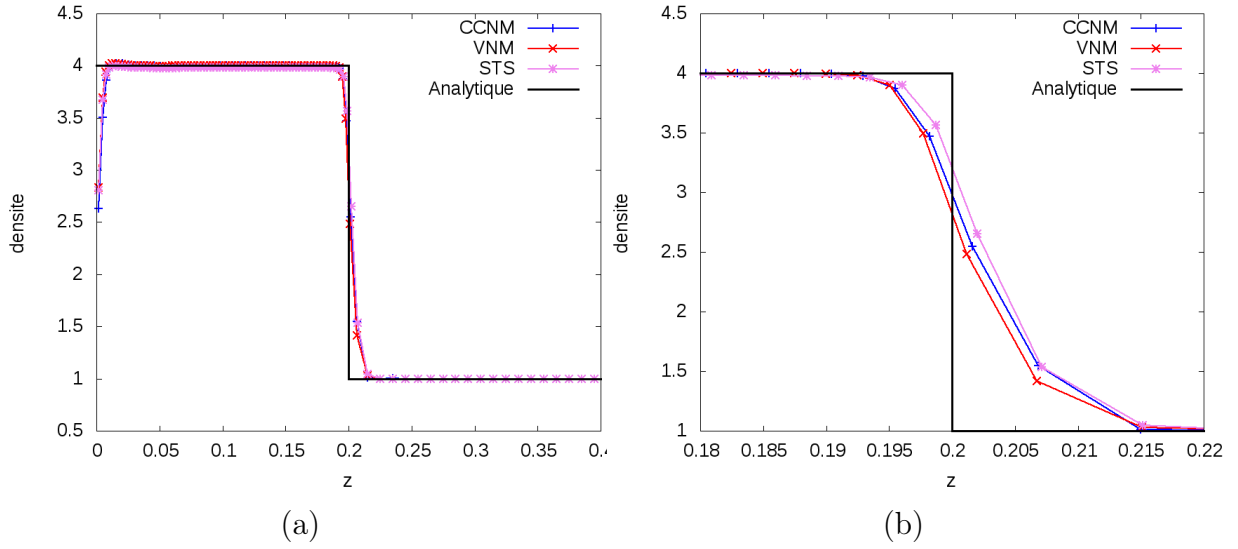 4.5
4
3.5
3
2.5
2
1.5
1
0.5
densite
0 0.05 0.1 0.15 0.2 0.25 0.3 0.35 0.4
z
CCNM
VNM
STS
Analytique
(a)
4.5
4
3.5
3
2.5
2
1.5
1
densite
0.18 0.185 0.19 0.195 0.2 0.205 0.21 0.215 0.22
z
CCNM
VNM
STS
Analytique
(b)